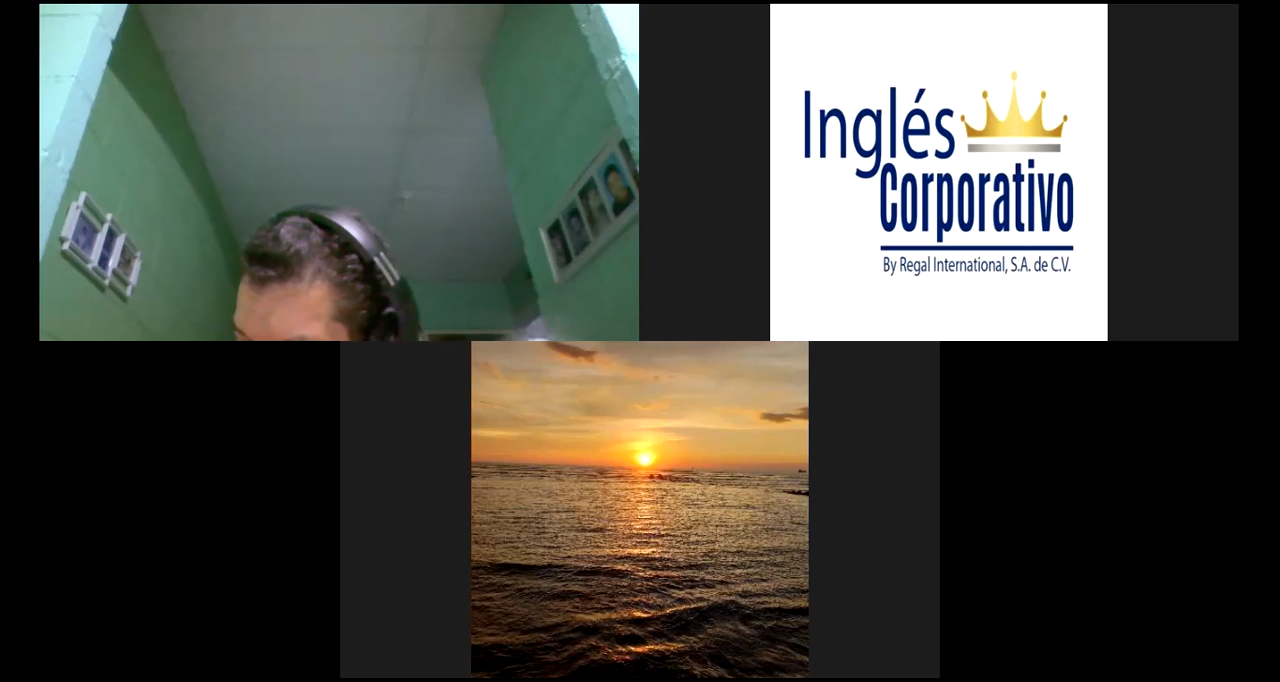 Inglés
Corporativo
By Regal International, S.A. de C.V.